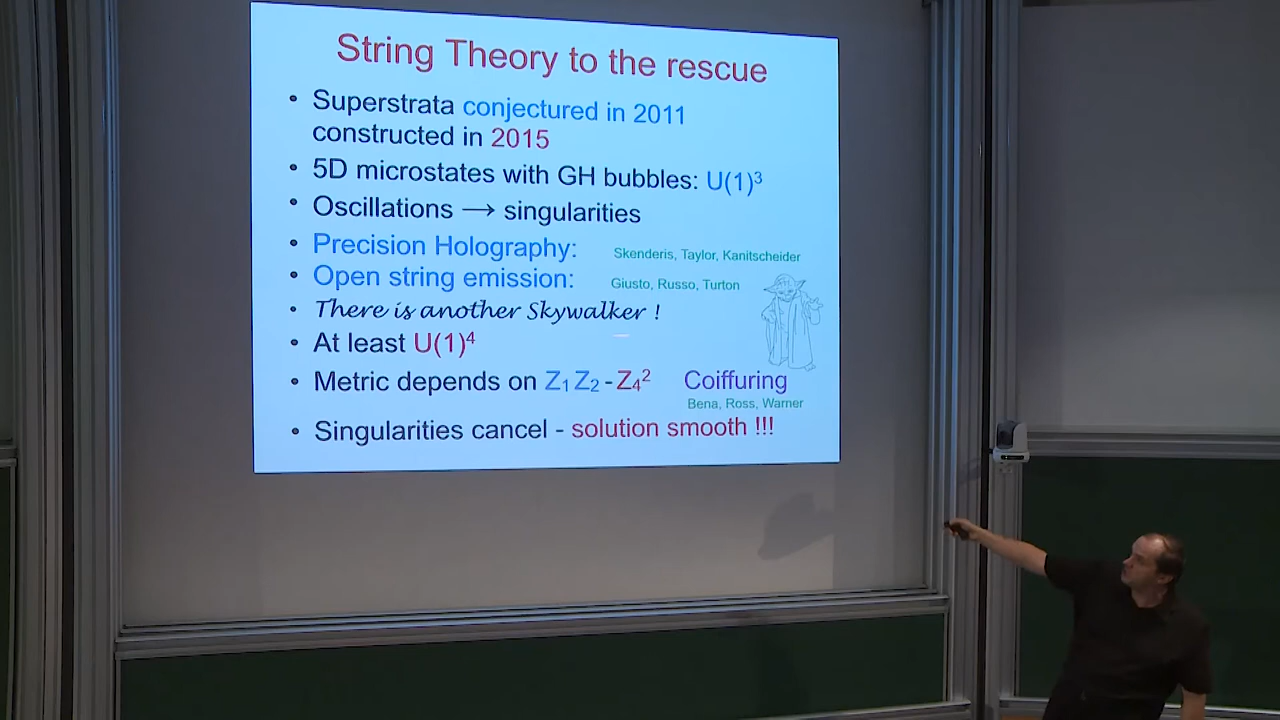 String Theory to the rescue
• Superstrata conjectured in 2011
constructed in 2015
• 5D microstates with GH bubbles: U(1)³
• Oscillations ⟶ singularities
• Precision Holography: Skenderis, Taylor, Kanitscheider
• Open string emission: Giusto, Russo, Turton
• There is another Skywalker !
• At least U(1)⁴
• Metric depends on Z₁ Z₂ - Z₄² Coiffuring
Bena, Ross, Warner
• Singularities cancel - solution smooth !!!